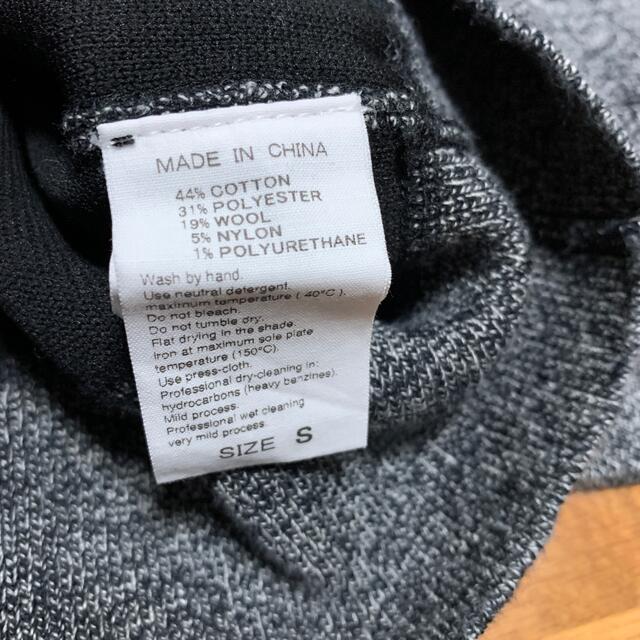 MADE IN CHINA
44% COTTON
31% POLYESTER
19% WOOL
5% NYLON
1% POLYURETHANE
Wash by hand.
Use neutral detergent.
maximum temperature ( 40°C ).
Do not bleach.
Do not tumble dry.
Flat drying in the shade.
Iron at maximum sole plate
temperature (150°C).
Use press-cloth.
Professional dry-cleaning in:
hydrocarbons (heavy benzines).
Mild process.
Professional wet cleaning
very mild process.
SIZE S